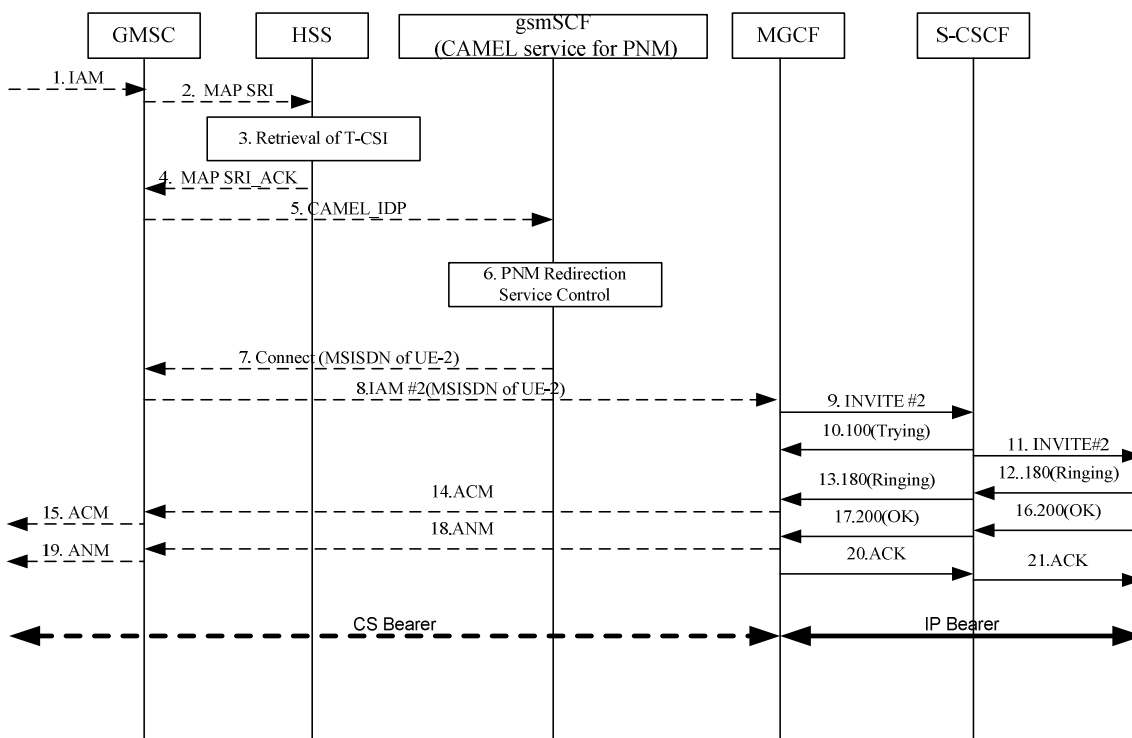 GMSC
HSS
gsmSCF
(CAMEL service for PNM)
MGCF
S-CSCF
1. IAM
2. MAP SRI
3. Retrieval of T-CSI
4. MAP SRI_ACK
5. CAMEL_IDP
6. PNM Redirection
Service Control
7. Connect (MSISDN of UE-2)
8.IAM #2(MSISDN of UE-2)
9. INVITE #2
10.100(Trying)
11. INVITE#2
12..180(Ringing)
13.180(Ringing)
14.ACM
15. ACM
16.200(OK)
17.200(OK)
18.ANM
19. ANM
20.ACK
21.ACK
CS Bearer
IP Bearer